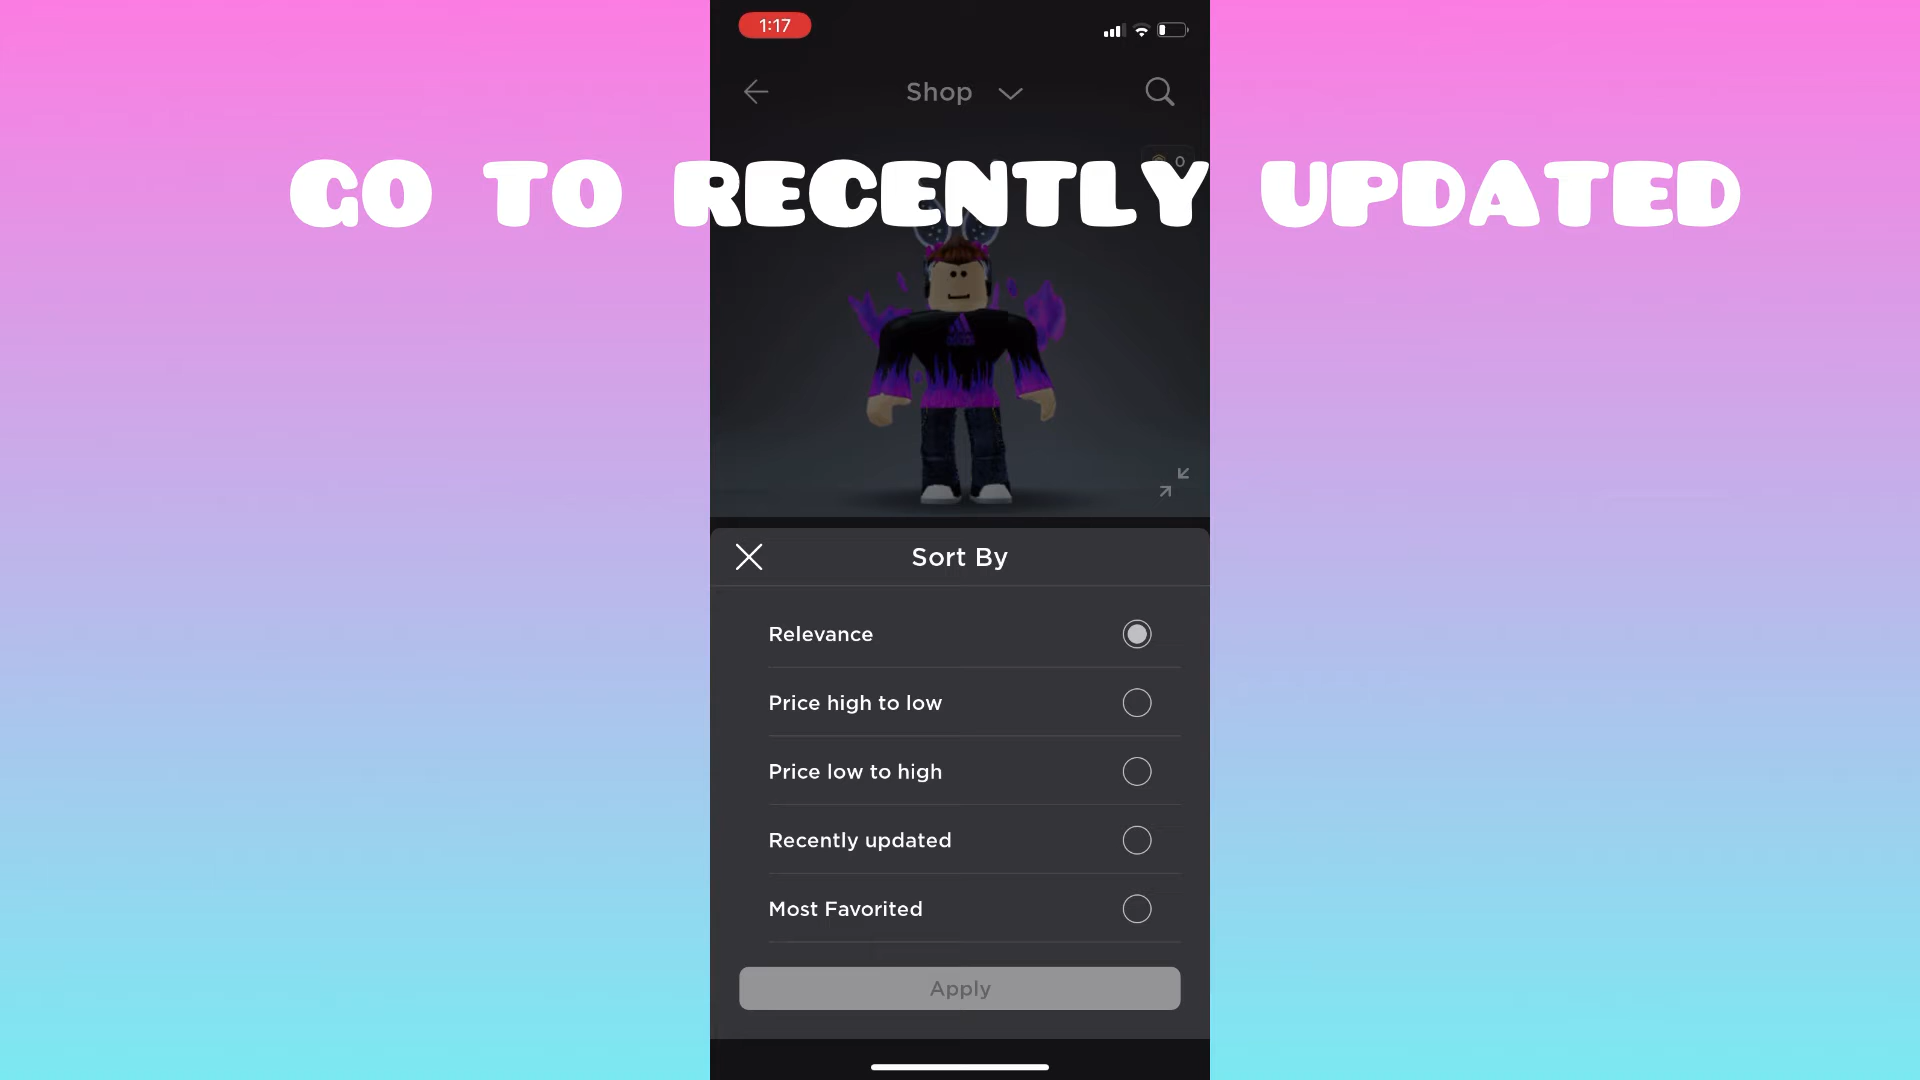 1:17
Shop
0
GO TO RECENTLY UPDATED
Sort By
Relevance
Price high to low
Price low to high
Recently updated
Most Favorited
Apply